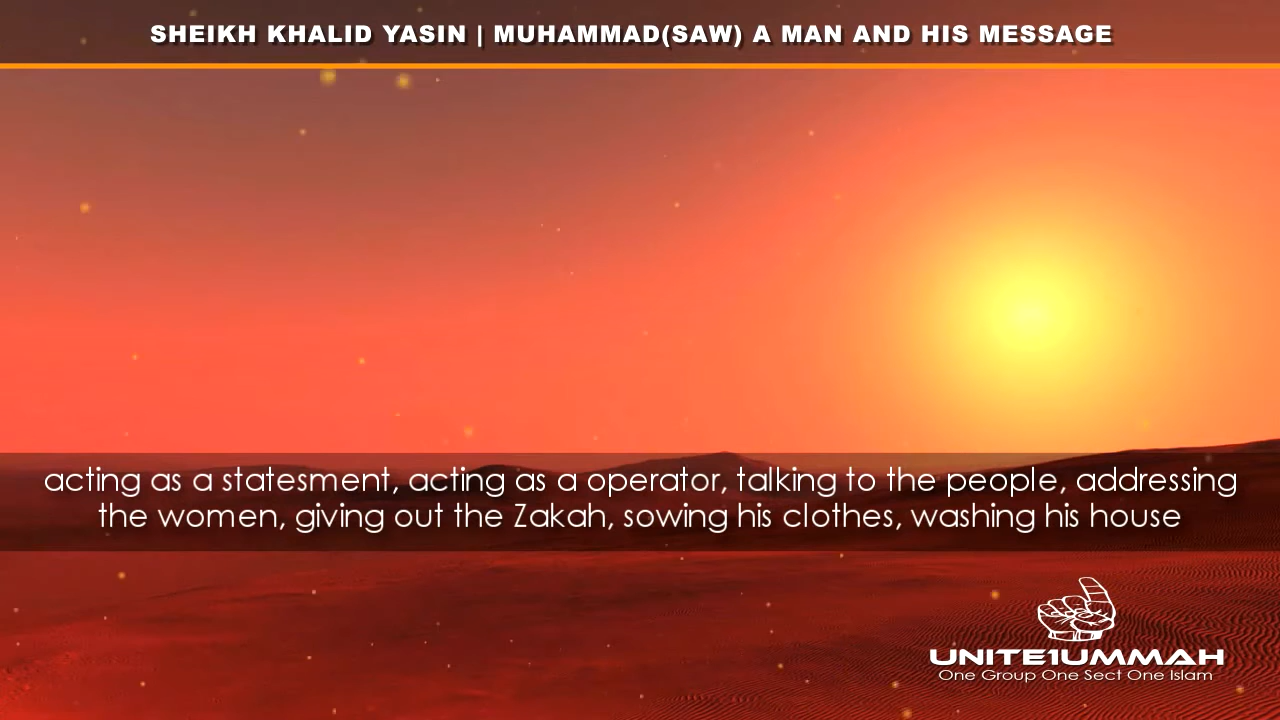 SHEIKH KHALID YASIN | MUHAMMAD(SAW) A MAN AND HIS MESSAGE
acting as a statesment, acting as a operator, talking to the people, addressing
the women, giving out the Zakah, sowing his clothes, washing his house
UNITE1UMMAH
One Group One Sect One Islam